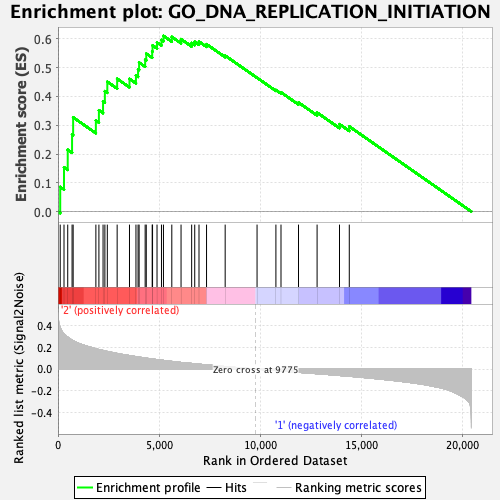 Enrichment plot: GO_DNA_REPLICATION_INITIATION
Enrichment score (ES)
0.6
0.5
0.4
0.3
0.2
0.1
0.0
'2' (positively correlated)
Ranked list metric (Signal2Noise)
0.4
0.2
0.0
-0.2
-0.4
Zero cross at 9775
'1' (negatively correlated)
0
5,000
10,000
15,000
20,000
Rank in Ordered Dataset
Enrichment profile
Hits
Ranking metric scores